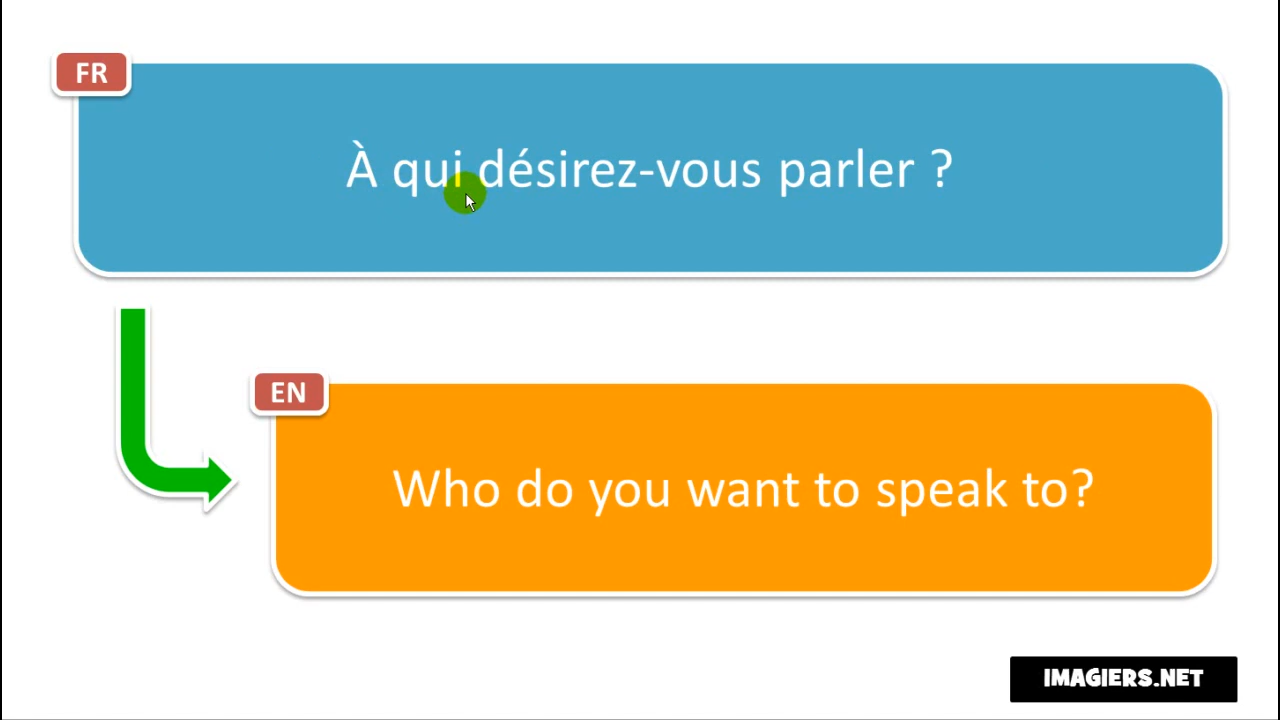 FR
À qui désirez-vous parler ?
EN
Who do you want to speak to?
IMAGIERS.NET